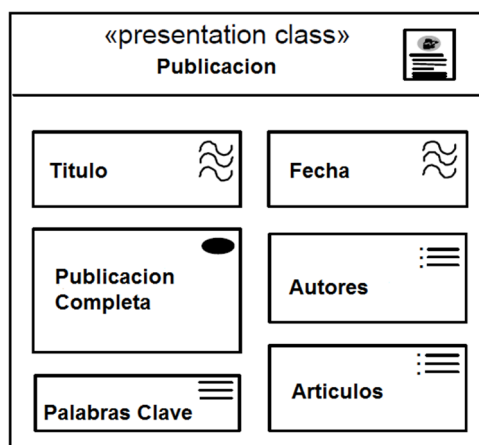 «presentation class»
Publicacion
Titulo
Fecha
Publicacion
Completa
Autores
Palabras Clave
Articulos